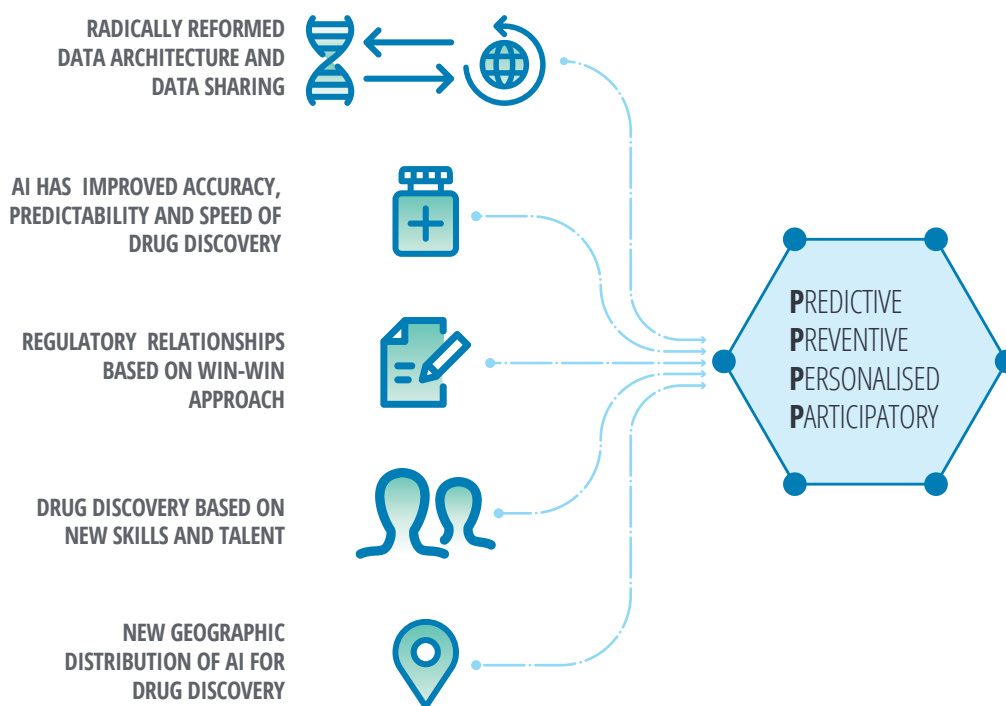 RADICALLY REFORMED
DATA ARCHITECTURE AND
DATA SHARING
AI HAS IMPROVED ACCURACY,
PREDICTABILITY AND SPEED OF
DRUG DISCOVERY
REGULATORY RELATIONSHIPS
BASED ON WIN-WIN
APPROACH
DRUG DISCOVERY BASED ON
NEW SKILLS AND TALENT
NEW GEOGRAPHIC
DISTRIBUTION OF AI FOR
DRUG DISCOVERY
PREDICTIVE
PREVENTIVE
PERSONALISED
PARTICIPATORY